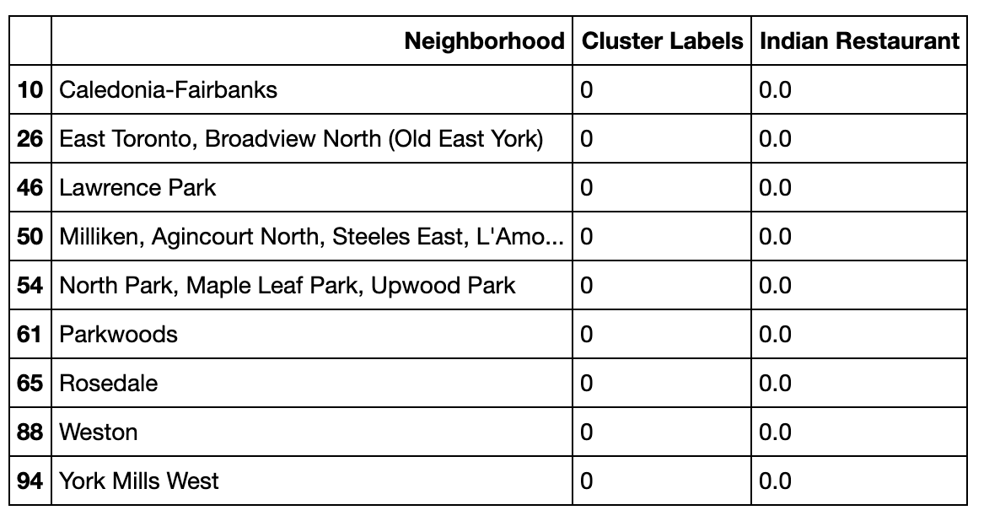 Neighborhood Cluster Labels Indian Restaurant
10 Caledonia-Fairbanks 0 0.0
26 East Toronto, Broadview North (Old East York) 0 0.0
46 Lawrence Park 0 0.0
50 Milliken, Agincourt North, Steeles East, L'Amo... 0 0.0
54 North Park, Maple Leaf Park, Upwood Park 0 0.0
61 Parkwoods 0 0.0
65 Rosedale 0 0.0
88 Weston 0 0.0
94 York Mills West 0 0.0